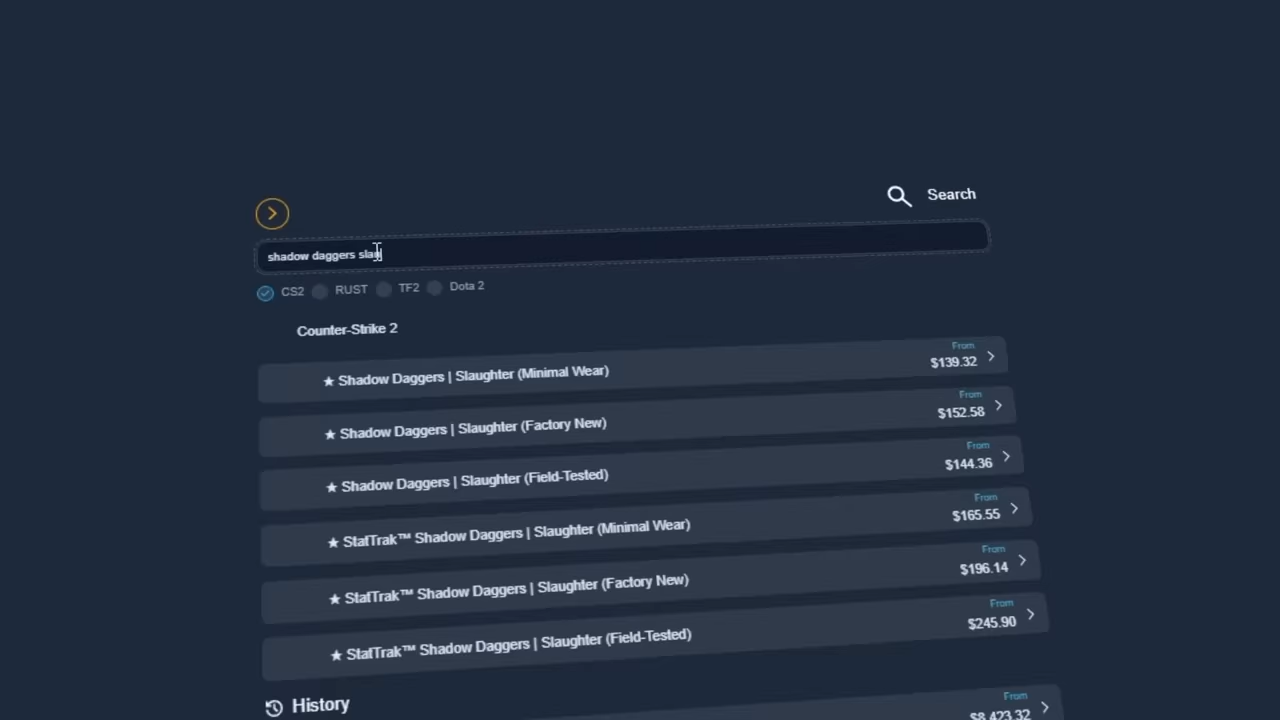 Search
shadow daggers slau
CS2 RUST TF2 Dota 2
Counter-Strike 2
★ Shadow Daggers | Slaughter (Minimal Wear) From $139.32
★ Shadow Daggers | Slaughter (Factory New) From $152.58
★ Shadow Daggers | Slaughter (Field-Tested) From $144.36
★ StatTrak™ Shadow Daggers | Slaughter (Minimal Wear) From $165.55
★ StatTrak™ Shadow Daggers | Slaughter (Factory New) From $196.14
★ StatTrak™ Shadow Daggers | Slaughter (Field-Tested) From $245.90
History From $8,423.32